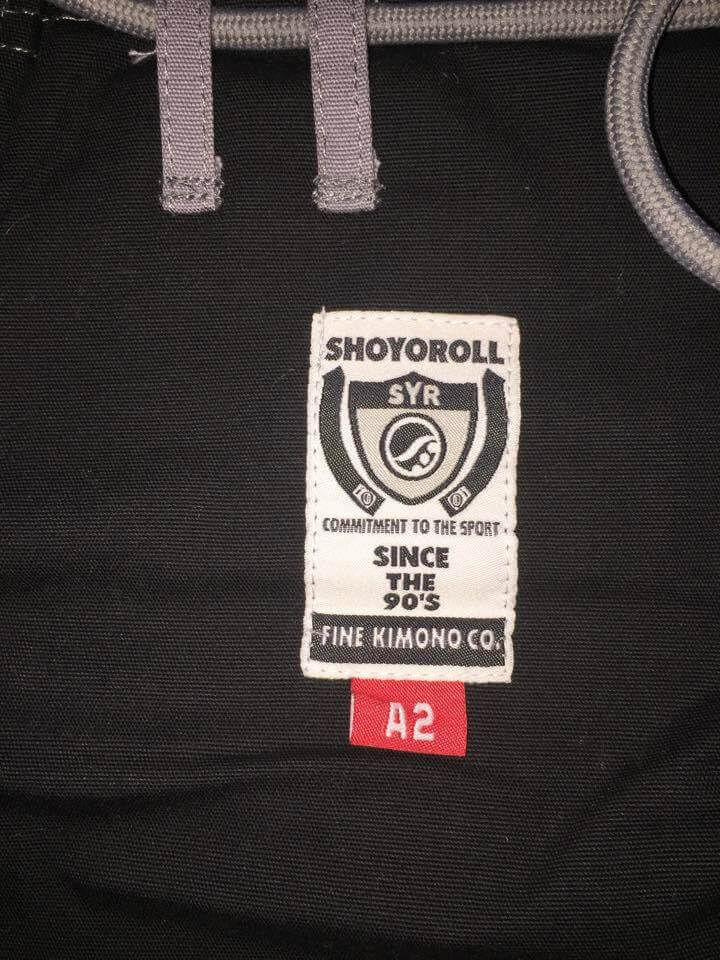 SHOYOROLL
SYR
COMMITMENT TO THE SPORT
SINCE
THE
90'S
FINE KIMONO CO.
A2